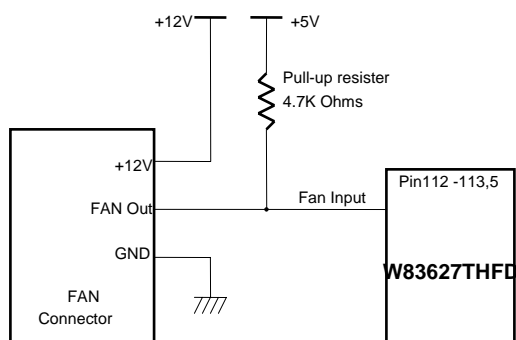 +12V
+5V
Pull-up resister
4.7K Ohms
+12V
FAN Out
GND
FAN
Connector
Fan Input
Pin112 -113,5
W83627THFD